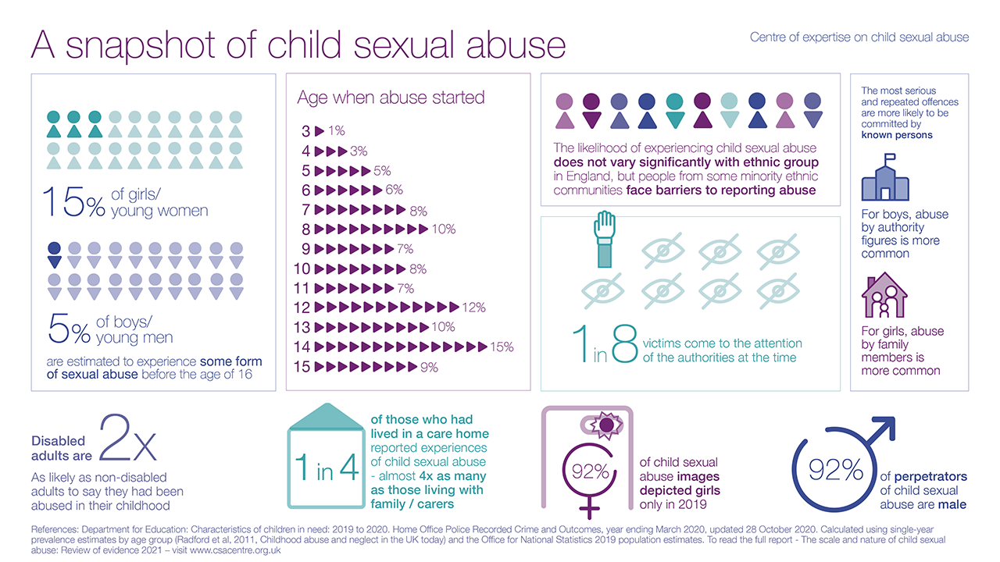 A snapshot of child sexual abuse
Centre of expertise on child sexual abuse
15% of girls/
young women
5% of boys/
young men
are estimated to experience some form
of sexual abuse before the age of 16
Age when abuse started
3 1%
4 3%
5 5%
6 6%
7 8%
8 10%
9 7%
10 8%
11 7%
12 12%
13 10%
14 15%
15 9%
The likelihood of experiencing child sexual abuse
does not vary significantly with ethnic group
in England, but people from some minority ethnic
communities face barriers to reporting abuse
1 in 8 victims come to the attention
of the authorities at the time
The most serious
and repeated offences
are more likely to be
committed by
known persons
For boys, abuse
by authority
figures is more
common
For girls, abuse
by family
members is
more common
Disabled
adults are 2x
As likely as non-disabled
adults to say they had been
abused in their childhood
1 in 4
of those who had
lived in a care home
reported experiences
of child sexual abuse
- almost 4x as many
as those living with
family / carers
92%
of child sexual
abuse images
depicted girls
only in 2019
92%
of perpetrators
of child sexual
abuse are male
References: Department for Education: Characteristics of children in need: 2019 to 2020. Home Office Police Recorded Crime and Outcomes, year ending March 2020, updated 28 October 2020. Calculated using single-year
prevalence estimates by age group (Radford et al, 2011, Childhood abuse and neglect in the UK today) and the Office for National Statistics 2019 population estimates. To read the full report - The scale and nature of child sexual
abuse: Review of evidence 2021 – visit www.csacentre.org.uk